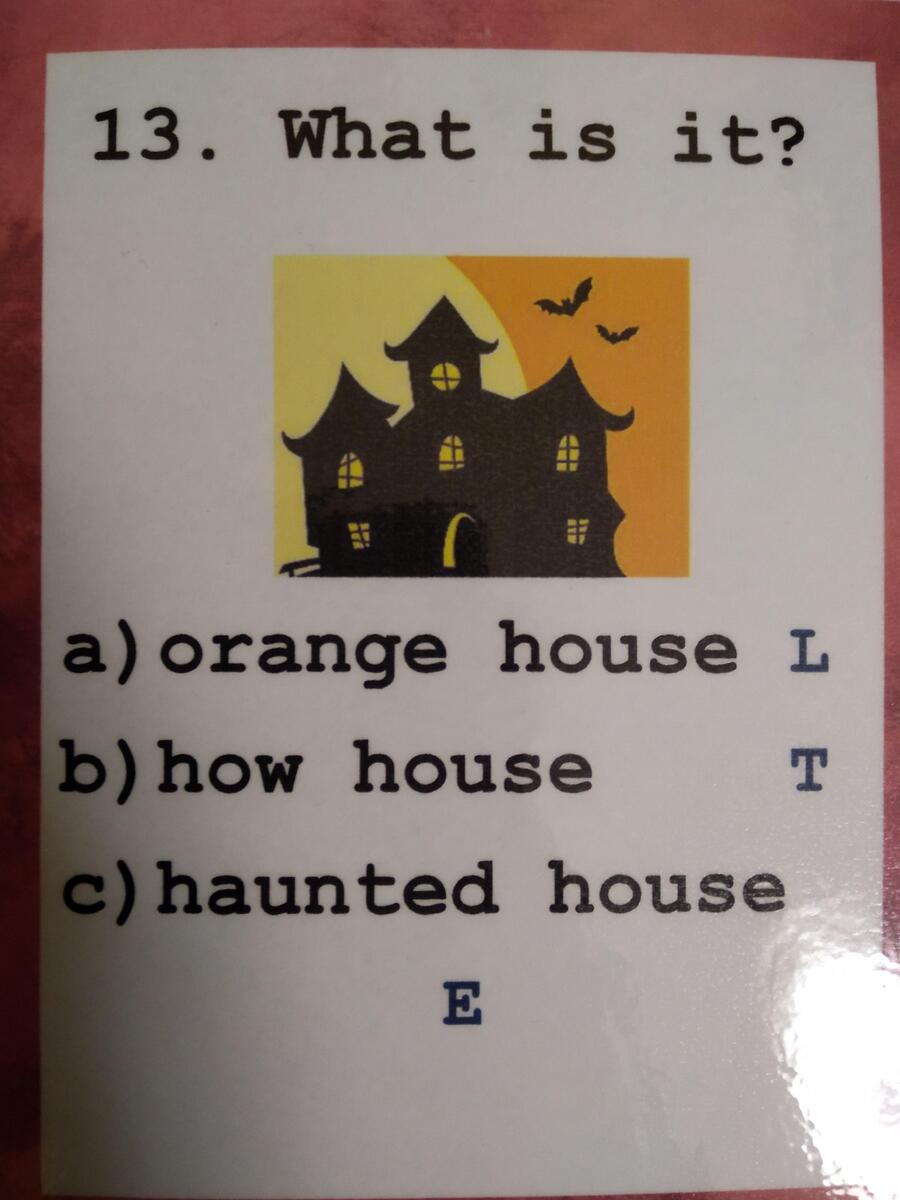 13. What is it?
a) orange house L
b) how house T
c) haunted house
E